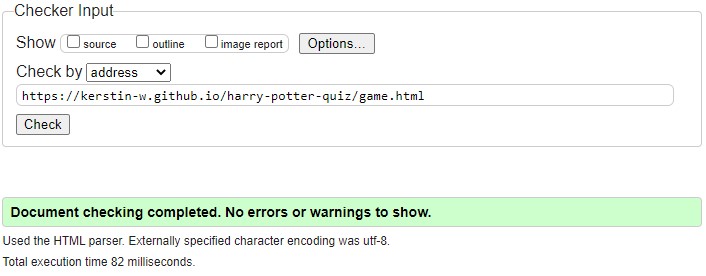 Checker Input
Show source outline image report Options...
Check by address
https://kerstin-w.github.io/harry-potter-quiz/game.html
Check
Document checking completed. No errors or warnings to show.
Used the HTML parser. Externally specified character encoding was utf-8.
Total execution time 82 milliseconds.